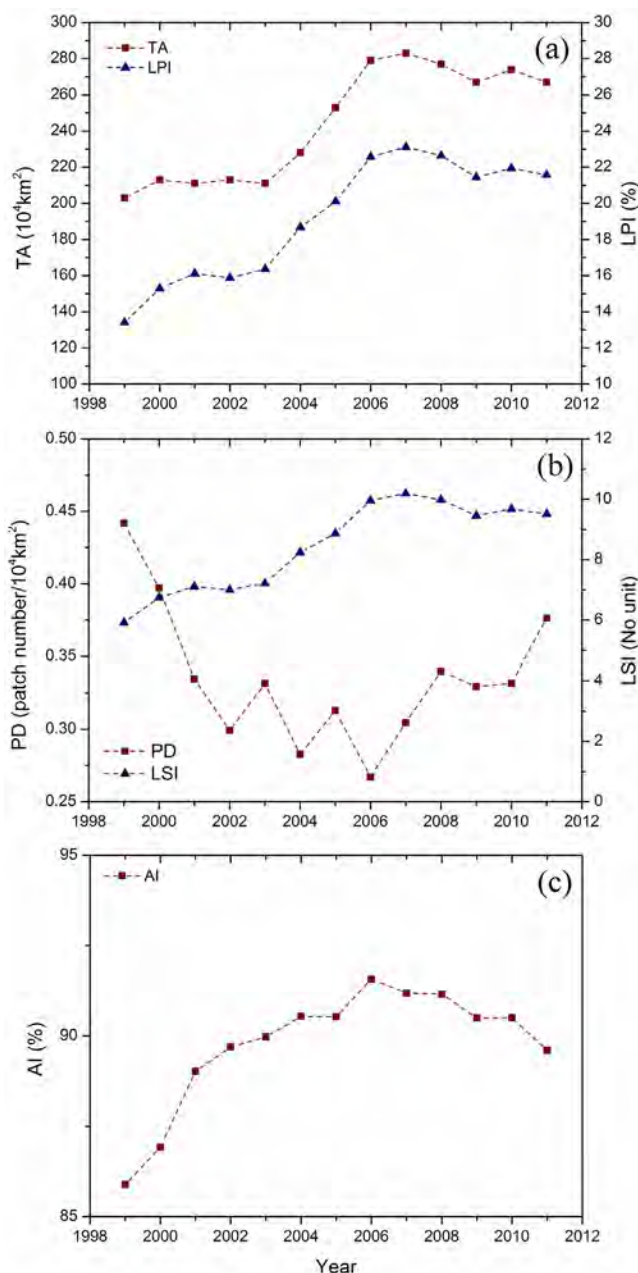 300
280
260
240
220
200
180
160
140
120
100
TA (10⁴km²)
TA
LPI
(a)
30
28
26
24
22
20
18
16
14
12
10
LPI (%)
1998 2000 2002 2004 2006 2008 2010 2012
0.50
0.45
0.40
0.35
0.30
0.25
PD (patch number/10⁴km²)
PD
LSI
(b)
12
10
8
6
4
2
0
LSI (No unit)
1998 2000 2002 2004 2006 2008 2010 2012
95
90
85
AI (%)
AI
(c)
1998 2000 2002 2004 2006 2008 2010 2012
Year